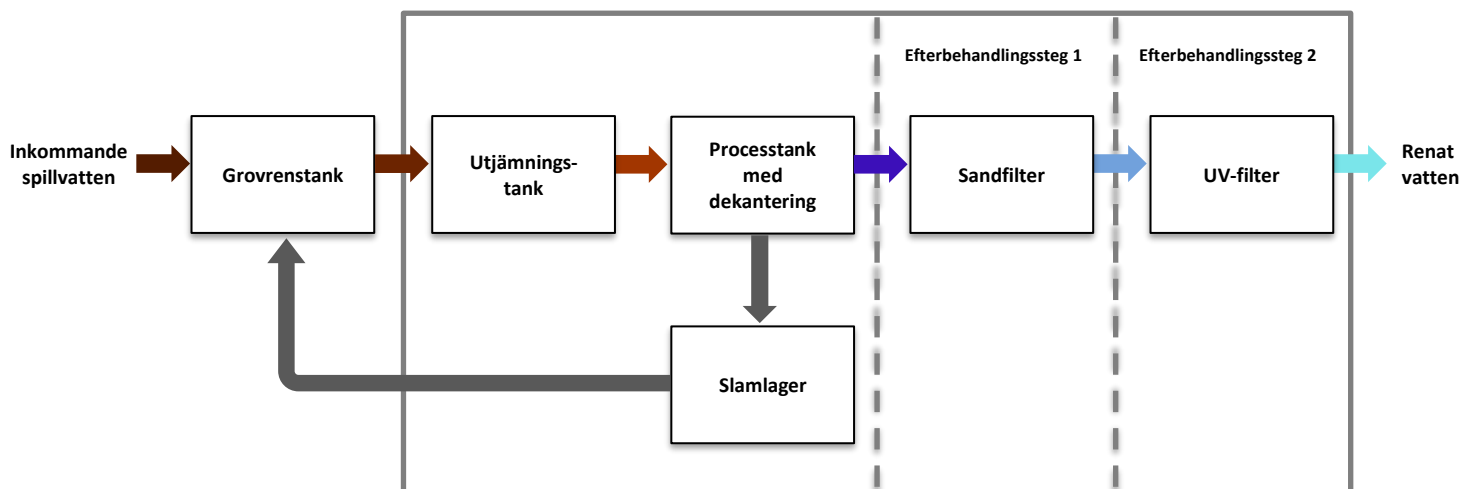 Efterbehandlingssteg 1
Efterbehandlingssteg 2
Inkommande
spillvatten
Grovrenstank
Utjämnings-
tank
Processtank
med
dekantering
Sandfilter
UV-filter
Renat
vatten
Slamlager